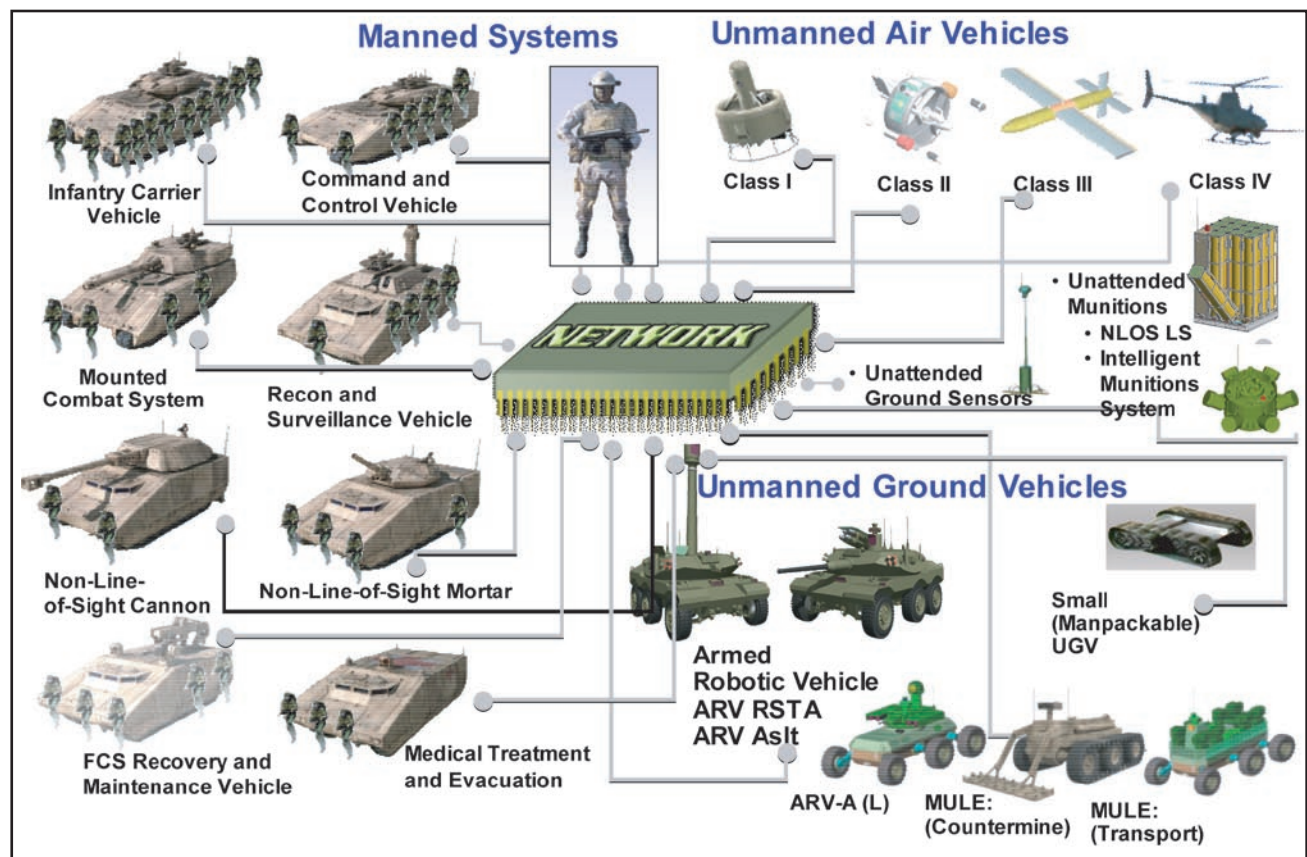 Manned Systems
Unmanned Air Vehicles
Infantry Carrier
Vehicle
Command and
Control Vehicle
Class I
Class II
Class III
Class IV
Mounted
Combat System
Recon and
Surveillance Vehicle
NETWORK
• Unattended
Ground Sensors
• Unattended
Munitions
• NLOS LS
• Intelligent
Munitions
System
Unmanned Ground Vehicles
Non-Line-
of-Sight Cannon
Non-Line-of-Sight Mortar
Small
(Manpackable)
UGV
Armed
Robotic Vehicle
ARV RSTA
ARV Aslt
FCS Recovery and
Maintenance Vehicle
Medical Treatment
and Evacuation
ARV-A (L)
MULE:
(Countermine)
MULE:
(Transport)